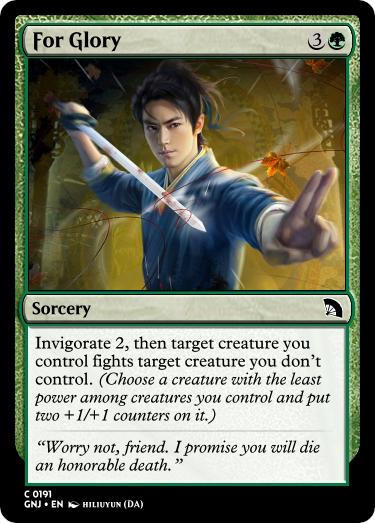 For Glory 3
Sorcery
Invigorate 2, then target creature you
control fights target creature you don't
control. (Choose a creature with the least
power among creatures you control and put
two +1/+1 counters on it.)
“Worry not, friend. I promise you will die
an honorable death.”
C 0191
GNJ • EN HILIUYUN (DA)